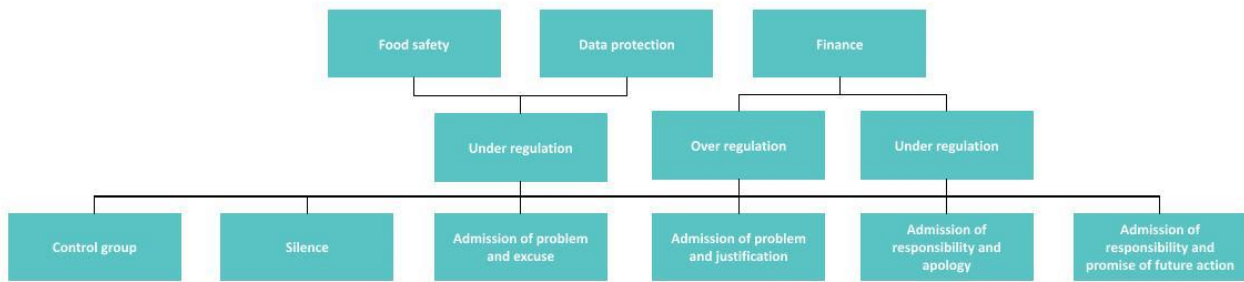 Food safety
Data protection
Finance
Under regulation
Over regulation
Under regulation
Control group
Silence
Admission of problem
and excuse
Admission of problem
and justification
Admission of
responsibility and
apology
Admission of
responsibility and
promise of future action